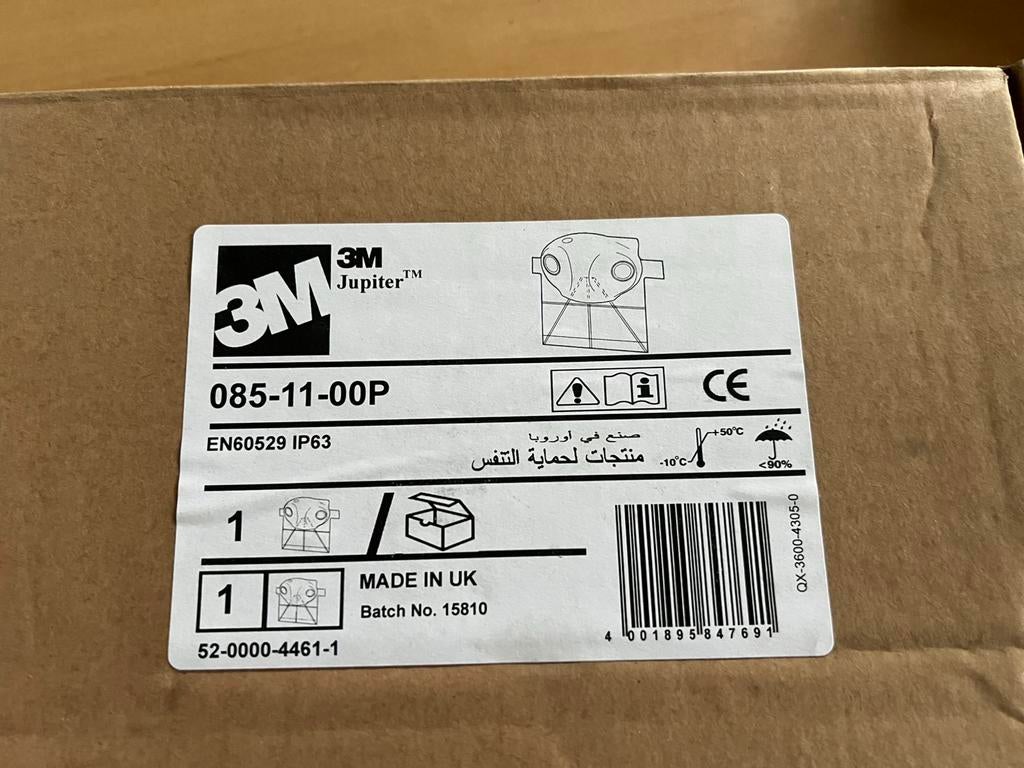 3M
3M
Jupiter™
085-11-00P
CE
EN60529 IP63
صنع في اوروبا
منتجات لحماية التنفس
+50°C
-10°C
<90%
1
1
MADE IN UK
Batch No. 15810
52-0000-4461-1
4 001895 847691
QX-3600-4305-0